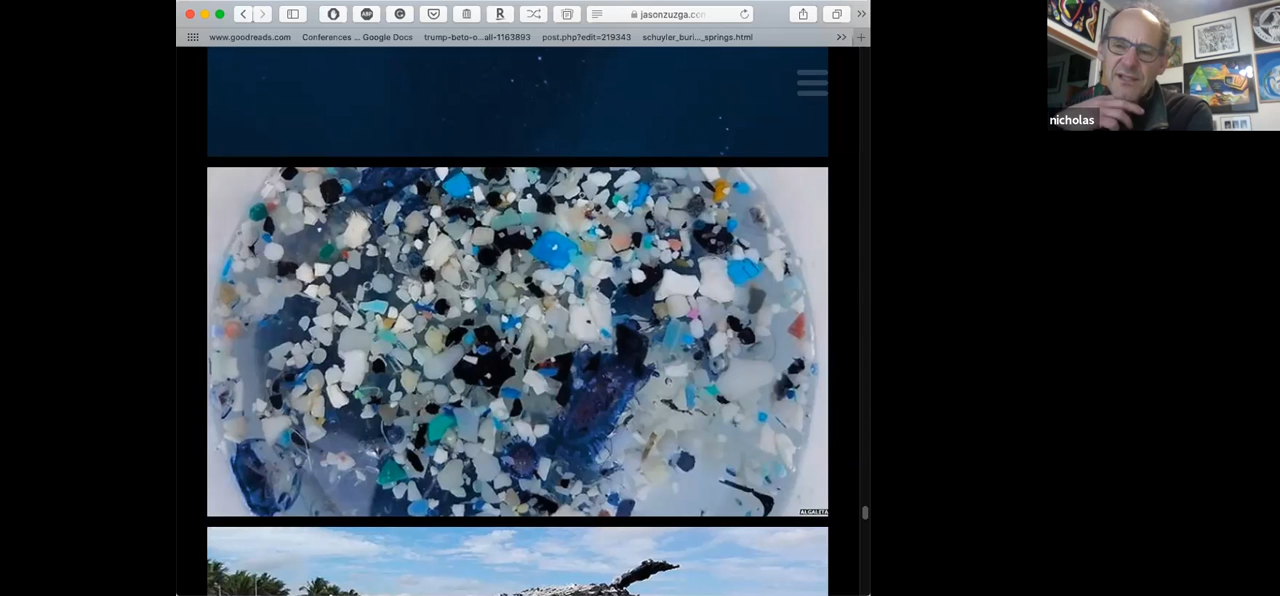 jasonzuzga.com
www.goodreads.com
Conferences ... Google Docs
trump-beto-o...all-1163893
post.php?edit=219343
schuyler_buri..._springs.html
ABP
R
nicholas
ALGALITA